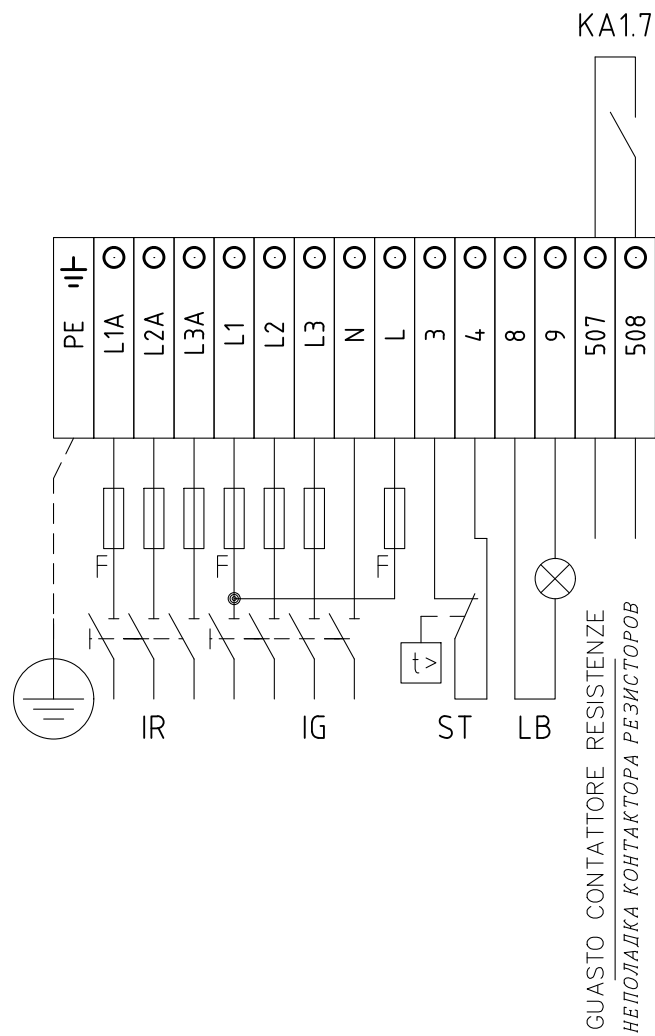 KA1.7
PE
L1A
L2A
L3A
L1
L2
L3
N
L
3
4
8
9
507
508
F
F
F
t>
IR
IG
ST
LB
GUASTO CONTATTORE RESISTENZE
НЕПОЛАДКА КОНТАКТОРА РЕЗИСТОРОВ